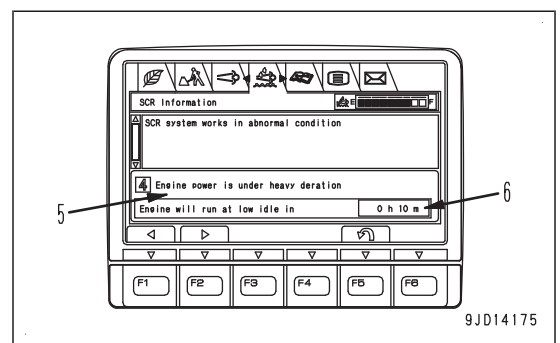 SCR Information
E F
SCR system works in abnormal condition
4 Engine power is under heavy deration
Engine will run at low idle in 0 h 10 m
5
6
F1 F2 F3 F4 F5 F6
9JD14175